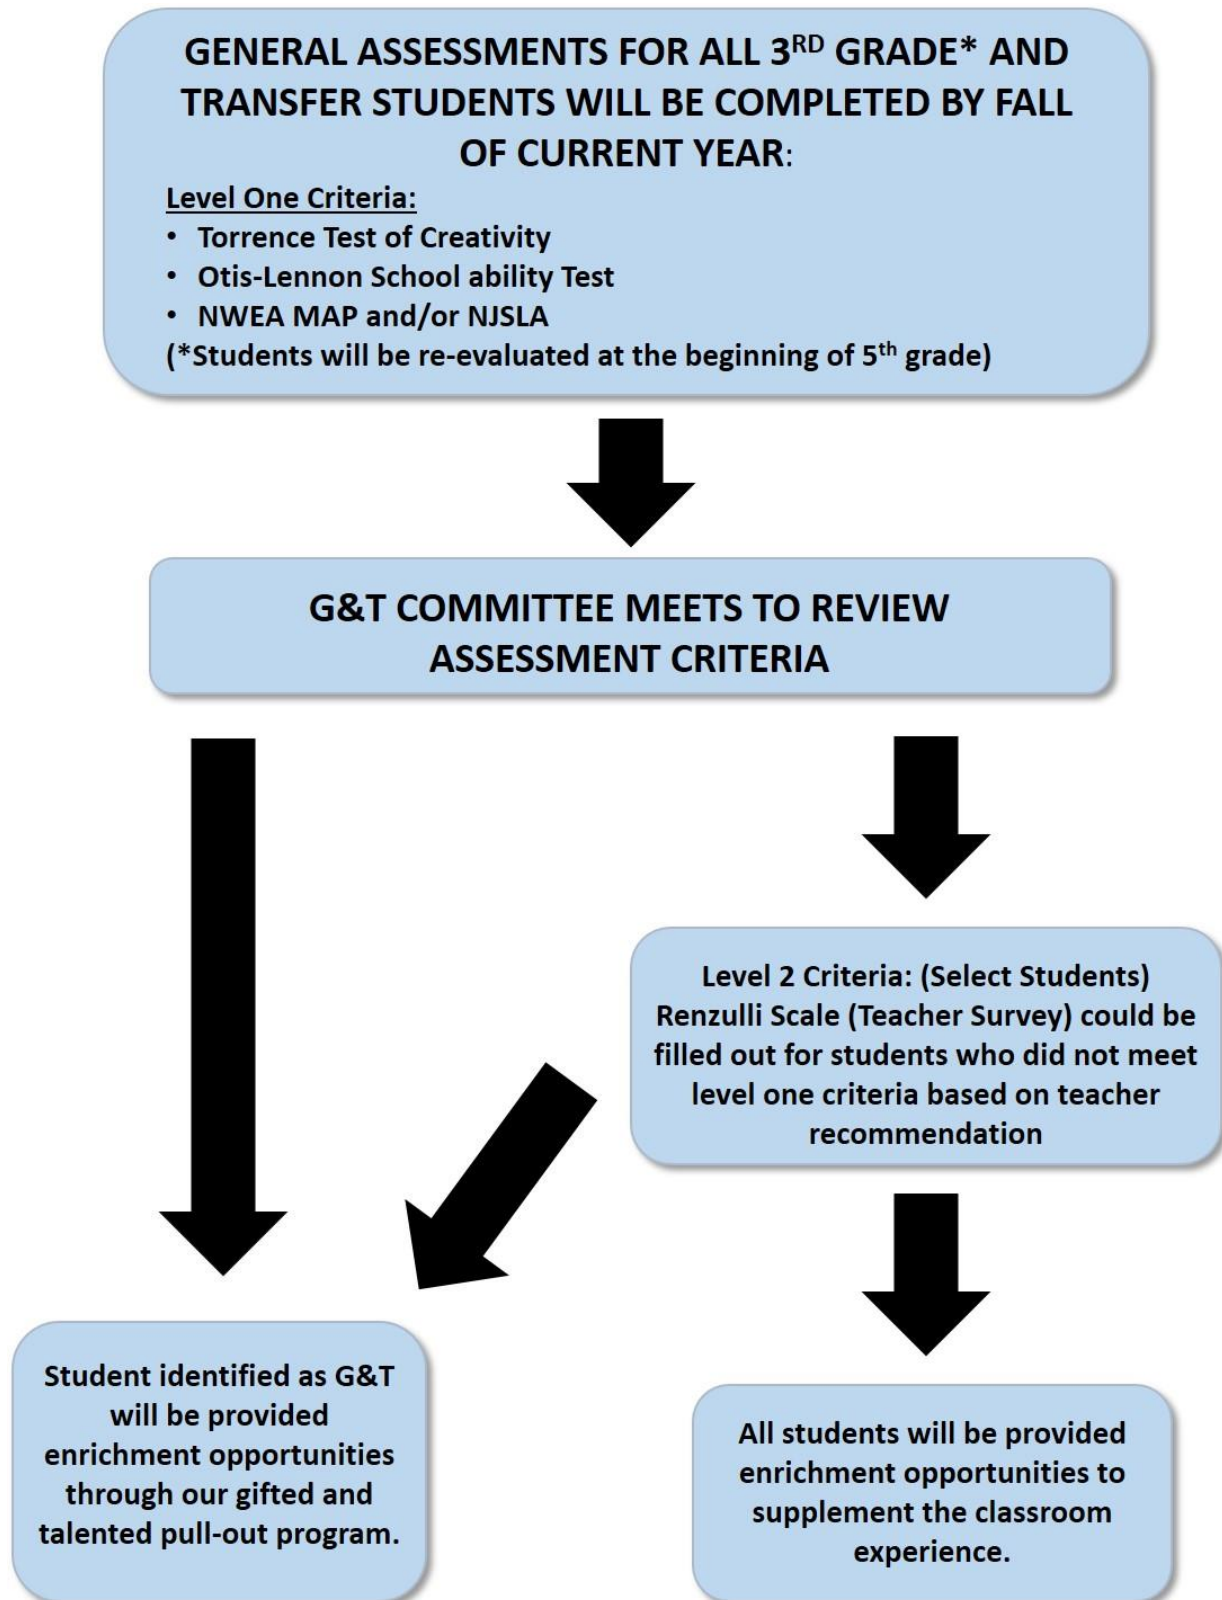 GENERAL ASSESSMENTS FOR ALL 3RD GRADE* AND
TRANSFER STUDENTS WILL BE COMPLETED BY FALL
OF CURRENT YEAR:
Level One Criteria:
• Torrence Test of Creativity
• Otis-Lennon School ability Test
• NWEA MAP and/or NJSLA
(*Students will be re-evaluated at the beginning of 5th grade)
G&T COMMITTEE MEETS TO REVIEW
ASSESSMENT CRITERIA
Level 2 Criteria: (Select Students)
Renzulli Scale (Teacher Survey) could be
filled out for students who did not meet
level one criteria based on teacher
recommendation
Student identified as G&T
will be provided
enrichment opportunities
through our gifted and
talented pull-out program.
All students will be provided
enrichment opportunities to
supplement the classroom
experience.